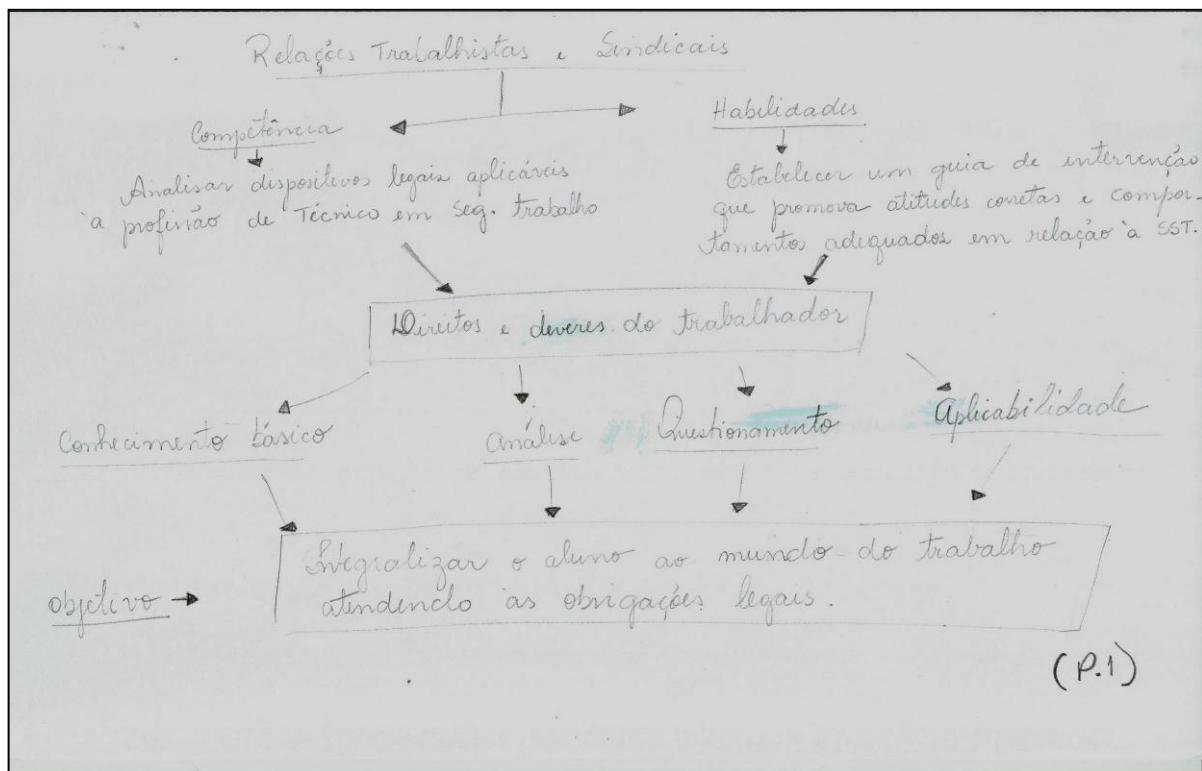 Relações Trabalhistas e Sindicais
Competência
Habilidades
Analisar dispositivos legais aplicáveis
à profissão de Técnico em Seg. trabalho
Estabelecer um guia de intervenção
que promova atitudes corretas e compor-
tamentos adequados em relação à SST.
Direitos e deveres do trabalhador
Conhecimento básico
análise
Questionamento
Aplicabilidade
Integralizar o aluno ao mundo do trabalho
atendendo às obrigações legais.
objetivo
(P.1)